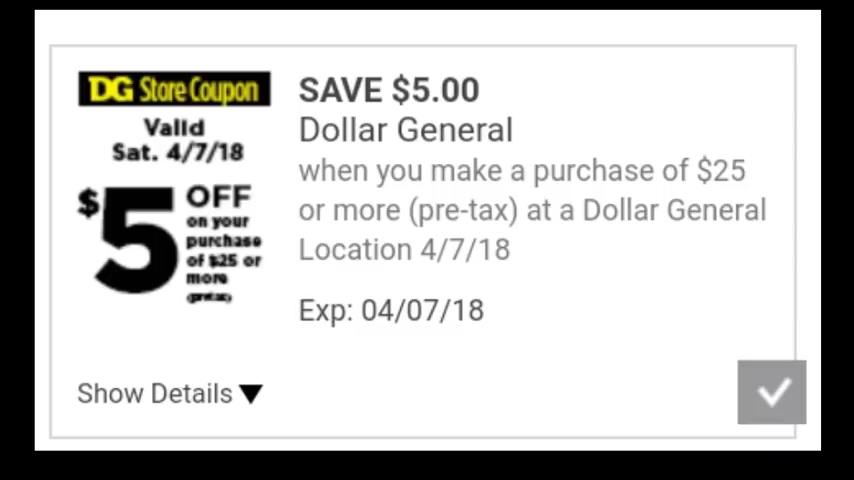 DG Store Coupon
Valid
Sat. 4/7/18
$5 OFF
on your
purchase
of $25 or
more
(pretax)
SAVE $5.00
Dollar General
when you make a purchase of $25
or more (pre-tax) at a Dollar General
Location 4/7/18
Exp: 04/07/18
Show Details